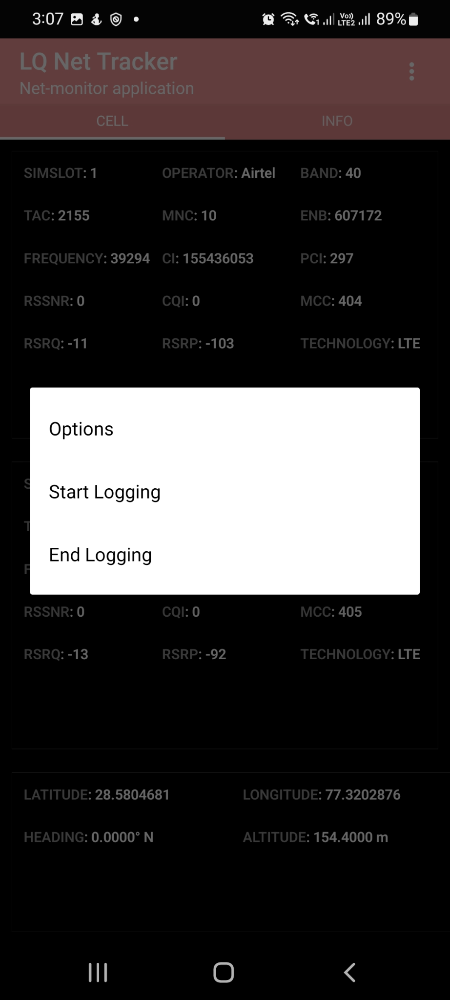 3:07 1 Vo)) LTE2 89%
LQ Net Tracker
Net-monitor application
CELL INFO
SIMSLOT: 1 OPERATOR: Airtel BAND: 40
TAC: 2155 MNC: 10 ENB: 607172
FREQUENCY: 39294 CI: 155436053 PCI: 297
RSSNR: 0 CQI: 0 MCC: 404
RSRQ: -11 RSRP: -103 TECHNOLOGY: LTE
Options
Start Logging
End Logging
RSSNR: 0 CQI: 0 MCC: 405
RSRQ: -13 RSRP: -92 TECHNOLOGY: LTE
LATITUDE: 28.5804681 LONGITUDE: 77.3202876
HEADING: 0.0000° N ALTITUDE: 154.4000 m